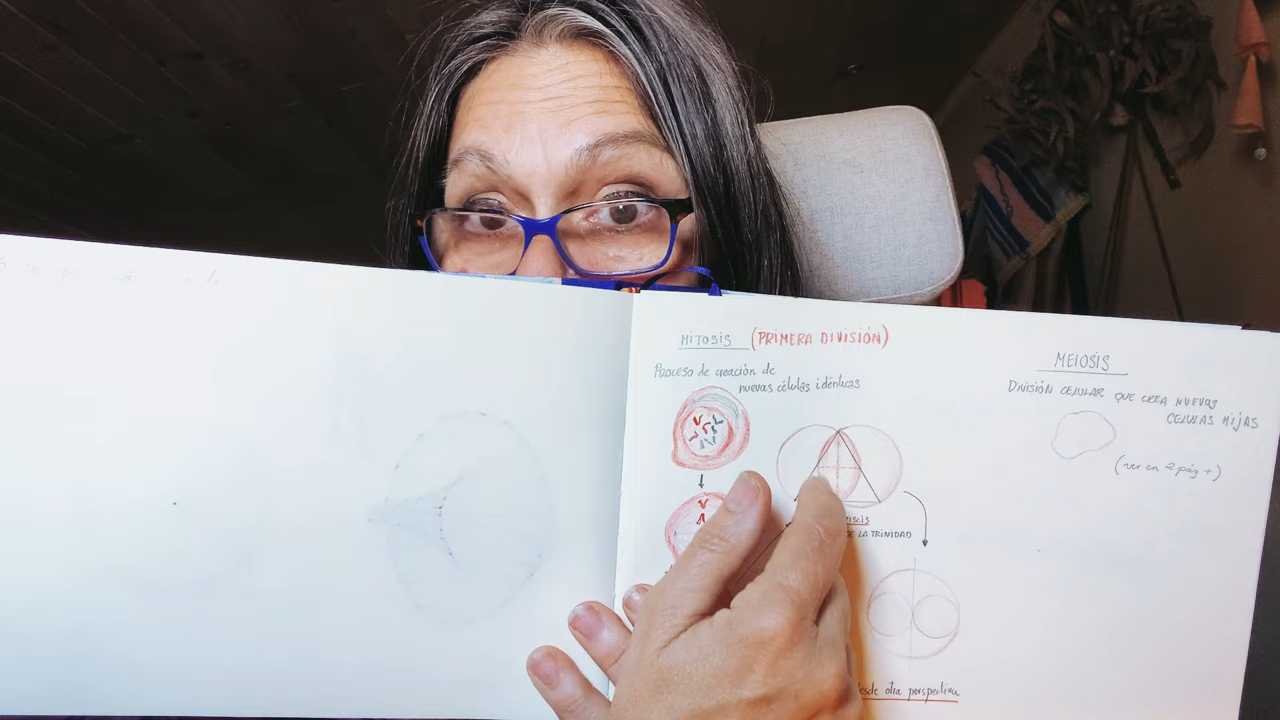 MITOSIS (PRIMERA DIVISIÓN)
PROCESO de creación de
nuevas células idénticas
DE LA TRINIDAD
desde otra perspectiva
MEIOSIS
DIVISIÓN CELULAR QUE CREA NUEVAS
CELULAS HIJAS
(ver en 2 pág +)